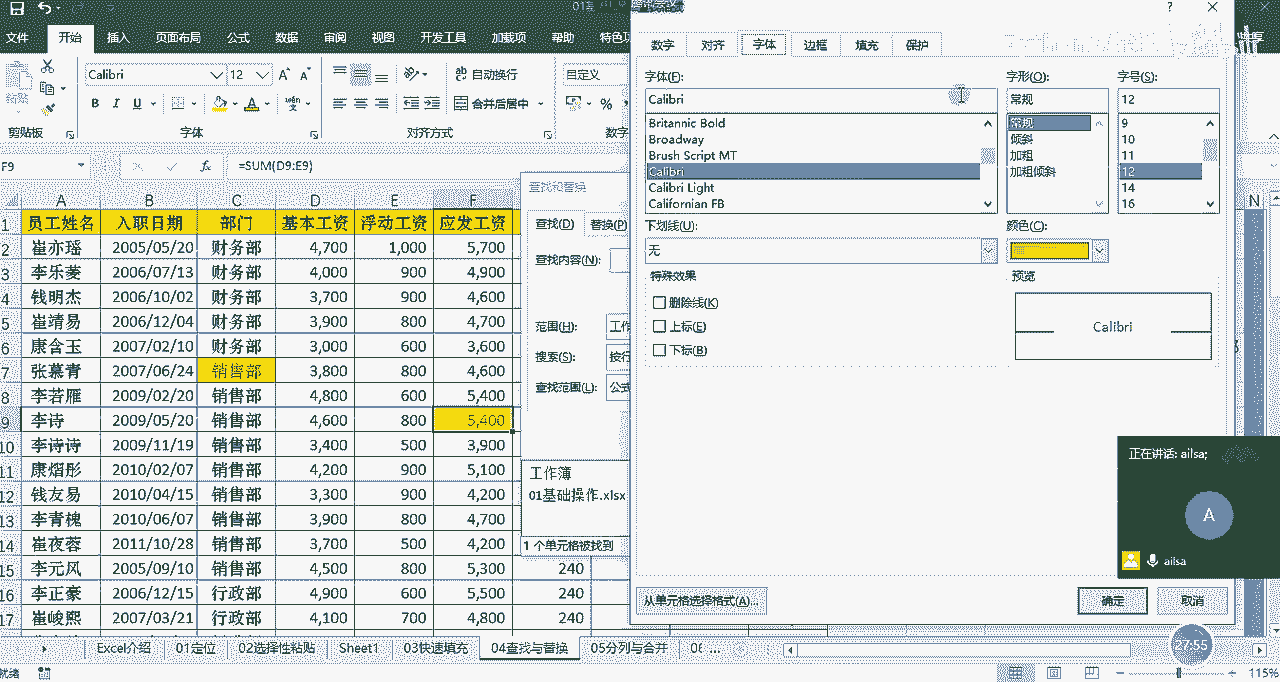 01基
文件 开始 插入 页面布局 公式 数据 审阅 视图 开发工具 加载项 帮助 特色功
Calibri 12 自动换行 自定义
B I U A 合并后居中 %
剪贴板 字体 对齐方式 数字
F9 fx =SUM(D9:E9)
A B C D E F N
1 员工姓名 入职日期 部门 基本工资 浮动工资 应发工资
2 崔亦瑶 2005/05/20 财务部 4,700 1,000 5,700
3 李乐菱 2006/07/13 财务部 4,000 900 4,900
4 钱明杰 2006/10/02 财务部 3,700 900 4,600
5 崔靖易 2006/12/04 财务部 3,900 800 4,700
6 康含玉 2007/02/10 财务部 3,000 600 3,600
7 张慕青 2007/06/24 销售部 3,800 800 4,600
8 李若雁 2009/02/20 销售部 4,800 600 5,400
9 李诗 2009/05/20 销售部 4,600 800 5,400
10 李诗诗 2009/11/19 销售部 3,400 500 3,900
11 康熠彤 2010/02/07 销售部 4,200 900 5,100
12 钱友易 2010/04/15 销售部 3,300 900 4,200
13 李青槐 2010/06/07 销售部 3,900 800 4,700
14 崔夜蓉 2011/10/28 销售部 3,700 500 4,200
15 李元风 2005/09/10 销售部 4,500 800 5,300 240
16 李正豪 2006/12/15 行政部 4,900 600 5,500 240
17 崔峻熙 2007/03/21 行政部 4,100 700 4,800 240
查找和替换
查找(D) 替换(P)
查找内容(N):
范围(H): 工作
搜索(S): 按行
查找范围(L): 公式
工作簿
01基础操作.xlsx
1 个单元格被找到
?
数字 对齐 字体 边框 填充 保护
字体(F): 字形(O): 字号(S):
Calibri 常规 12
Britannic Bold 常规 9
Broadway 倾斜 10
Brush Script MT 加粗 11
Calibri 加粗倾斜 12
Calibri Light 14
Californian FB 16
下划线(U): 颜色(C):
无
特殊效果 预览
删除线(K)
上标(E) Calibri
下标(B)
从单元格选择格式(A)... 确定 取消
正在讲话: ailsa;
A
ailsa
27:55
Excel介绍 01定位 02选择性粘贴 Sheet1 03快速填充 04查找与替换 05分列与合并 ...
就绪 115%